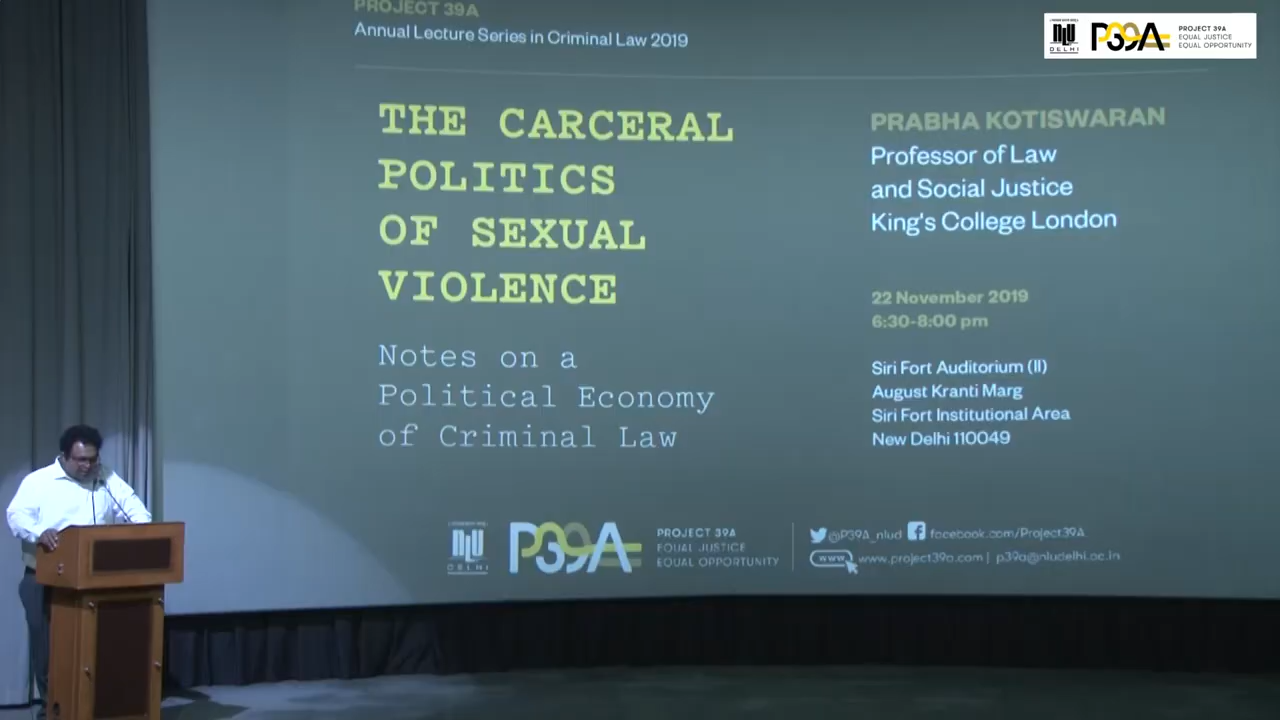 PROJECT 39A
Annual Lecture Series in Criminal Law 2019
THE CARCERAL
POLITICS
OF SEXUAL
VIOLENCE
Notes on a
Political Economy
of Criminal Law
PRABHA KOTISWARAN
Professor of Law
and Social Justice
King's College London
22 November 2019
6:30-8:00 pm
Siri Fort Auditorium (II)
August Kranti Marg
Siri Fort Institutional Area
New Delhi 110049
NLU
DELHI
P39A
PROJECT 39A
EQUAL JUSTICE
EQUAL OPPORTUNITY
@P39A_nlud facebook.com/Project39A
www www.project39a.com | p39a@nludelhi.ac.in
NLU
DELHI
P39A
PROJECT 39A
EQUAL JUSTICE
EQUAL OPPORTUNITY